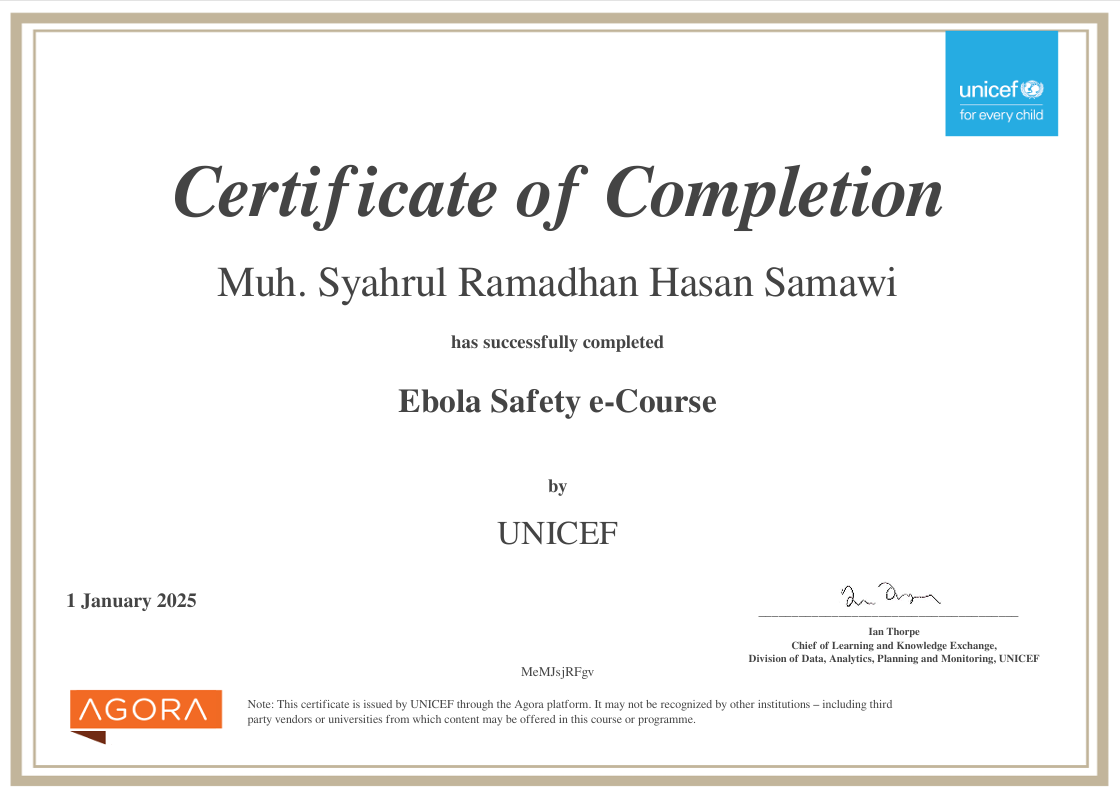 unicef
for every child
Certificate of Completion
Muh. Syahrul Ramadhan Hasan Samawi
has successfully completed
Ebola Safety e-Course
by
UNICEF
1 January 2025
Ian Thorpe
Chief of Learning and Knowledge Exchange,
Division of Data, Analytics, Planning and Monitoring, UNICEF
MeMJsjRFgv
AGORA
Note: This certificate is issued by UNICEF through the Agora platform. It may not be recognized by other institutions – including third
party vendors or universities from which content may be offered in this course or programme.